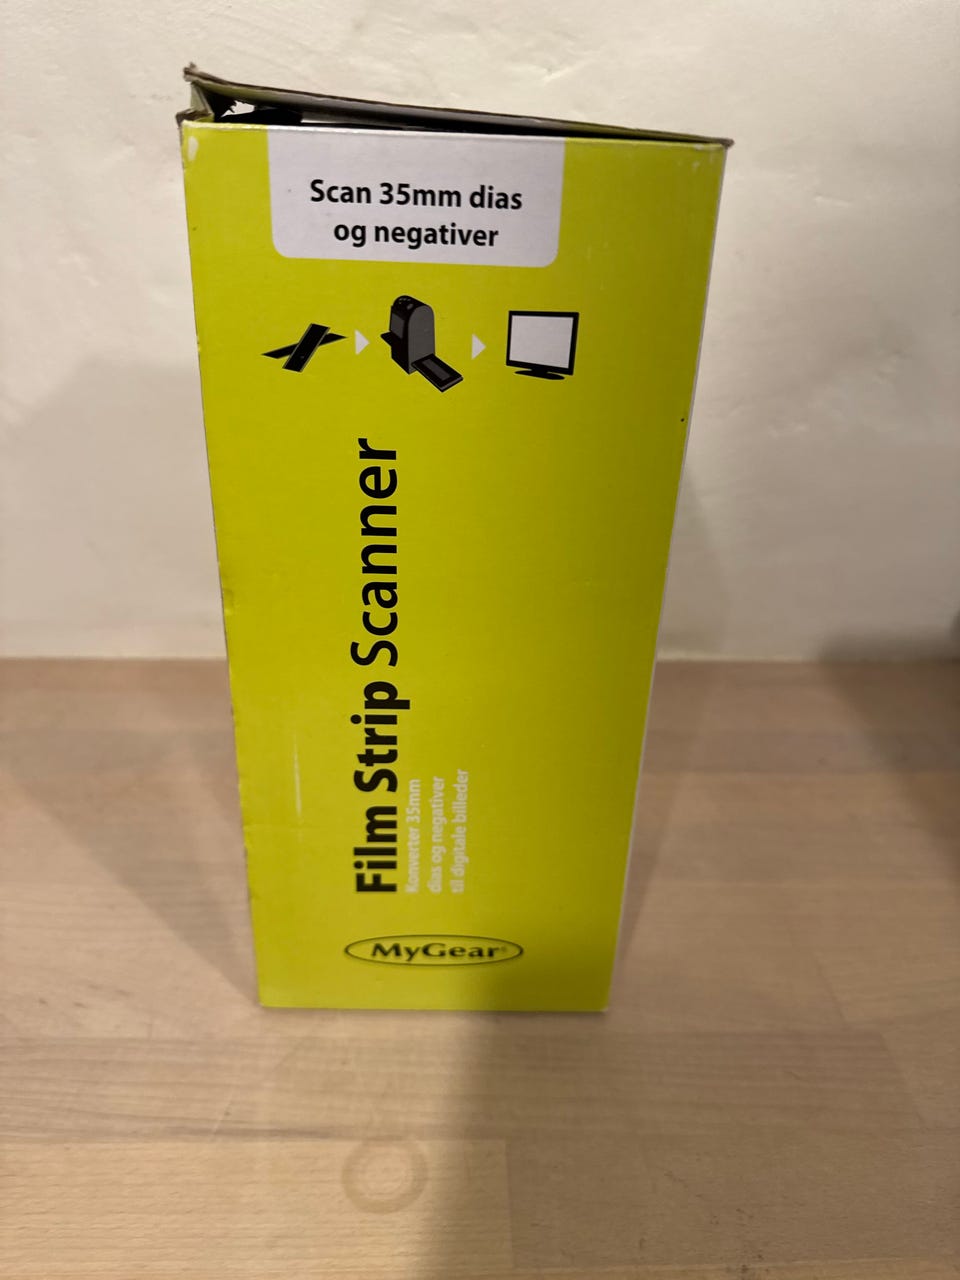 Scan 35mm dias
og negativer
Film Strip Scanner
Konverter 35mm
dias og negativer
til digitale billeder
MyGear®